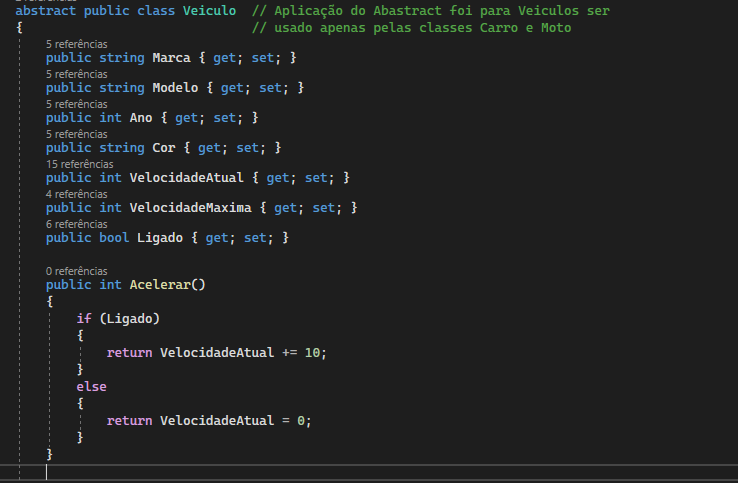 abstract public class Veiculo // Aplicação do Abastract foi para Veiculos ser
{ // usado apenas pelas classes Carro e Moto
5 referências
public string Marca { get; set; }
5 referências
public string Modelo { get; set; }
5 referências
public int Ano { get; set; }
5 referências
public string Cor { get; set; }
15 referências
public int VelocidadeAtual { get; set; }
4 referências
public int VelocidadeMaxima { get; set; }
6 referências
public bool Ligado { get; set; }
0 referências
public int Acelerar()
{
if (Ligado)
{
return VelocidadeAtual += 10;
}
else
{
return VelocidadeAtual = 0;
}
}